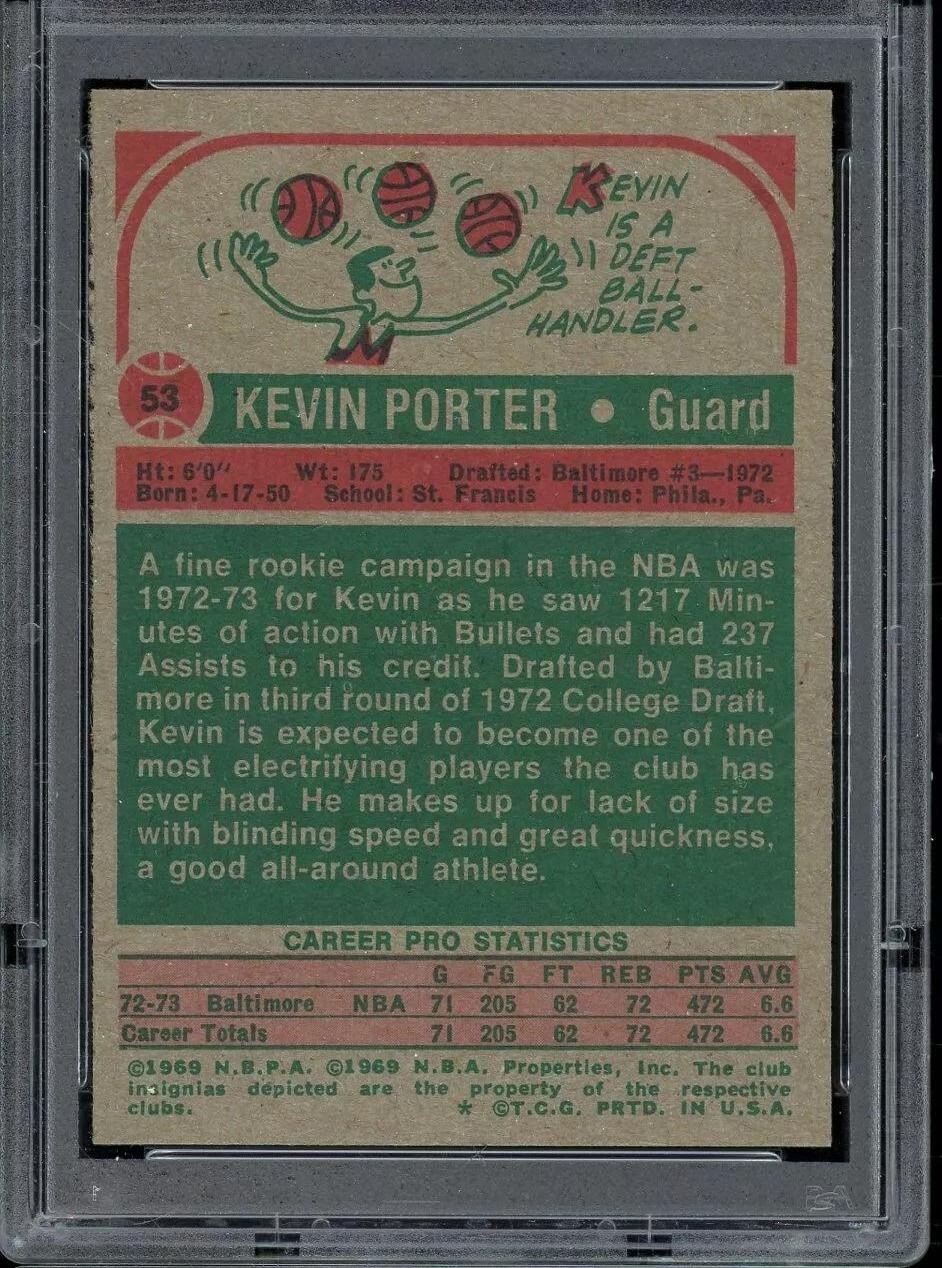 KEVIN
IS A
DEFT
BALL-
HANDLER.
53 KEVIN PORTER • Guard
Ht: 6'0" Wt: 175 Drafted: Baltimore #3—1972
Born: 4-17-50 School: St. Francis Home: Phila., Pa.
A fine rookie campaign in the NBA was
1972-73 for Kevin as he saw 1217 Min-
utes of action with Bullets and had 237
Assists to his credit. Drafted by Balti-
more in third round of 1972 College Draft,
Kevin is expected to become one of the
most electrifying players the club has
ever had. He makes up for lack of size
with blinding speed and great quickness,
a good all-around athlete.
CAREER PRO STATISTICS
G FG FT REB PTS AVG
72-73 Baltimore NBA 71 205 62 72 472 6.6
Career Totals 71 205 62 72 472 6.6
©1969 N.B.P.A. ©1969 N.B.A. Properties, Inc. The club
insignias depicted are the property of the respective
clubs. * ©T.C.G. PRTD. IN U.S.A.
PSA